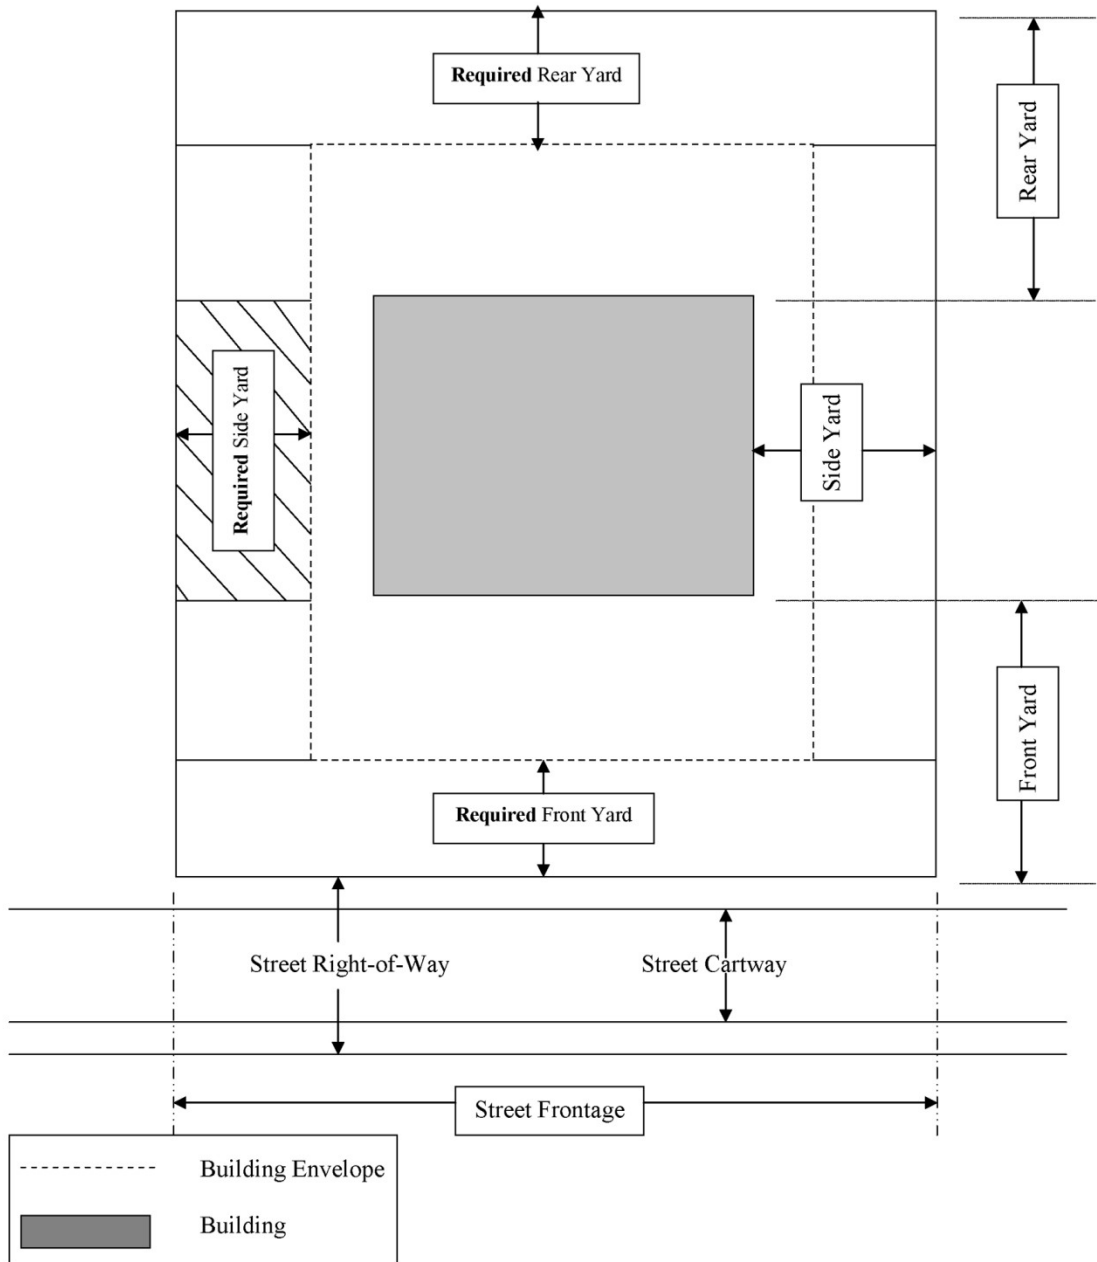 Required Rear Yard
Rear Yard
Required Side Yard
Side Yard
Front Yard
Required Front Yard
Street Right-of-Way
Street Cartway
Street Frontage
Building Envelope
Building